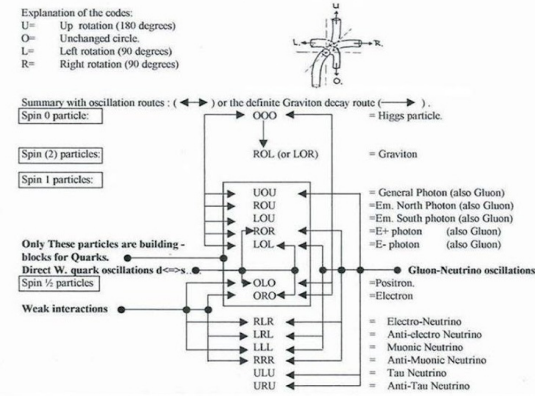 Explanation of the codes:
U= Up rotation (180 degrees)
O= Unchanged circle.
L= Left rotation (90 degrees)
R= Right rotation (90 degrees)
U
L. R.
O.
Summary with oscillation routes : ( ) or the definite Graviton decay route ( ) .
Spin 0 particle: OOO = Higgs particle.
Spin (2) particles: ROL (or LOR) = Graviton
Spin 1 particles:
UOU = General Photon (also Gluon)
ROU =Em. North Photon (also Gluon)
LOU =Em. South photon (also Gluon)
ROR =E+ photon (also Gluon)
Only These particles are building - LOL =E- photon (also Gluon)
blocks for Quarks.
Direct W. quark oscillations d<=>s Gluon-Neutrino oscillations
Spin ½ particles OLO =Positron.
ORO =Electron
Weak interactions
RLR = Electro-Neutrino
LRL = Anti-electro Neutrino
LLL = Muonic Neutrino
RRR = Anti-Muonic Neutrino
ULU = Tau Neutrino
URU = Anti-Tau Neutrino